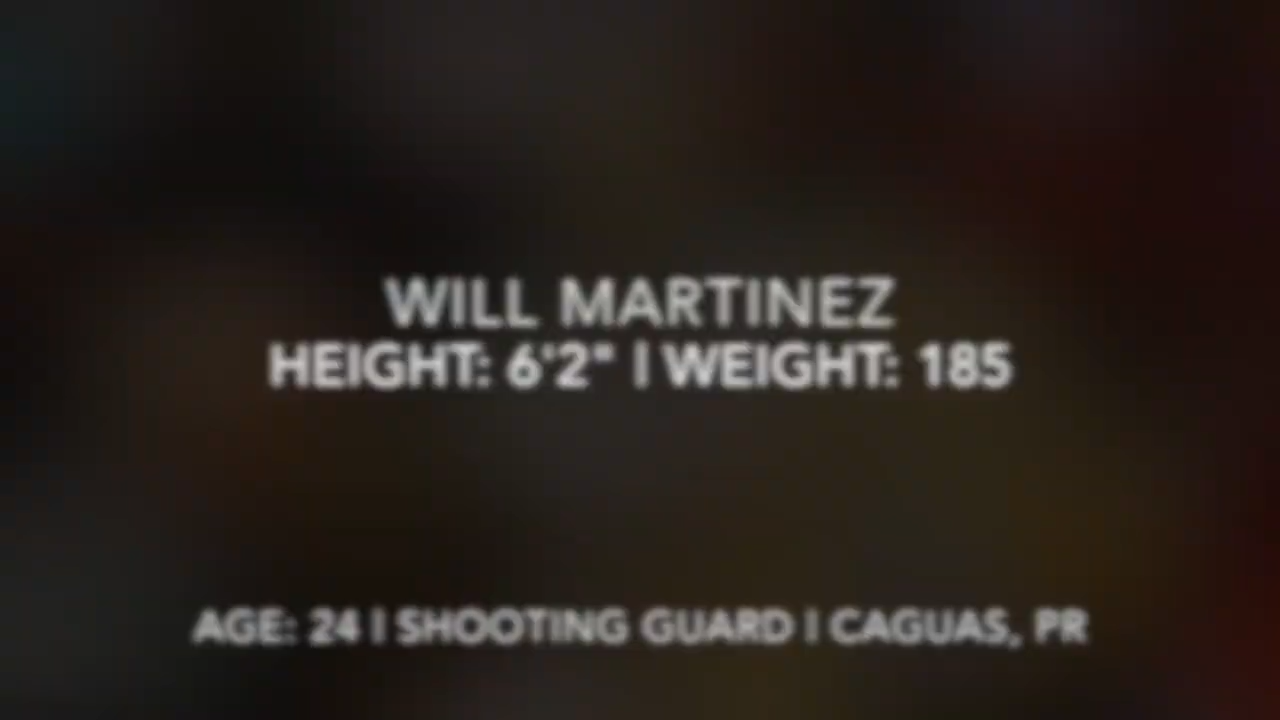 WILL MARTINEZ
HEIGHT: 6'2" | WEIGHT: 185
AGE: 24 | SHOOTING GUARD | CAGUAS, PR